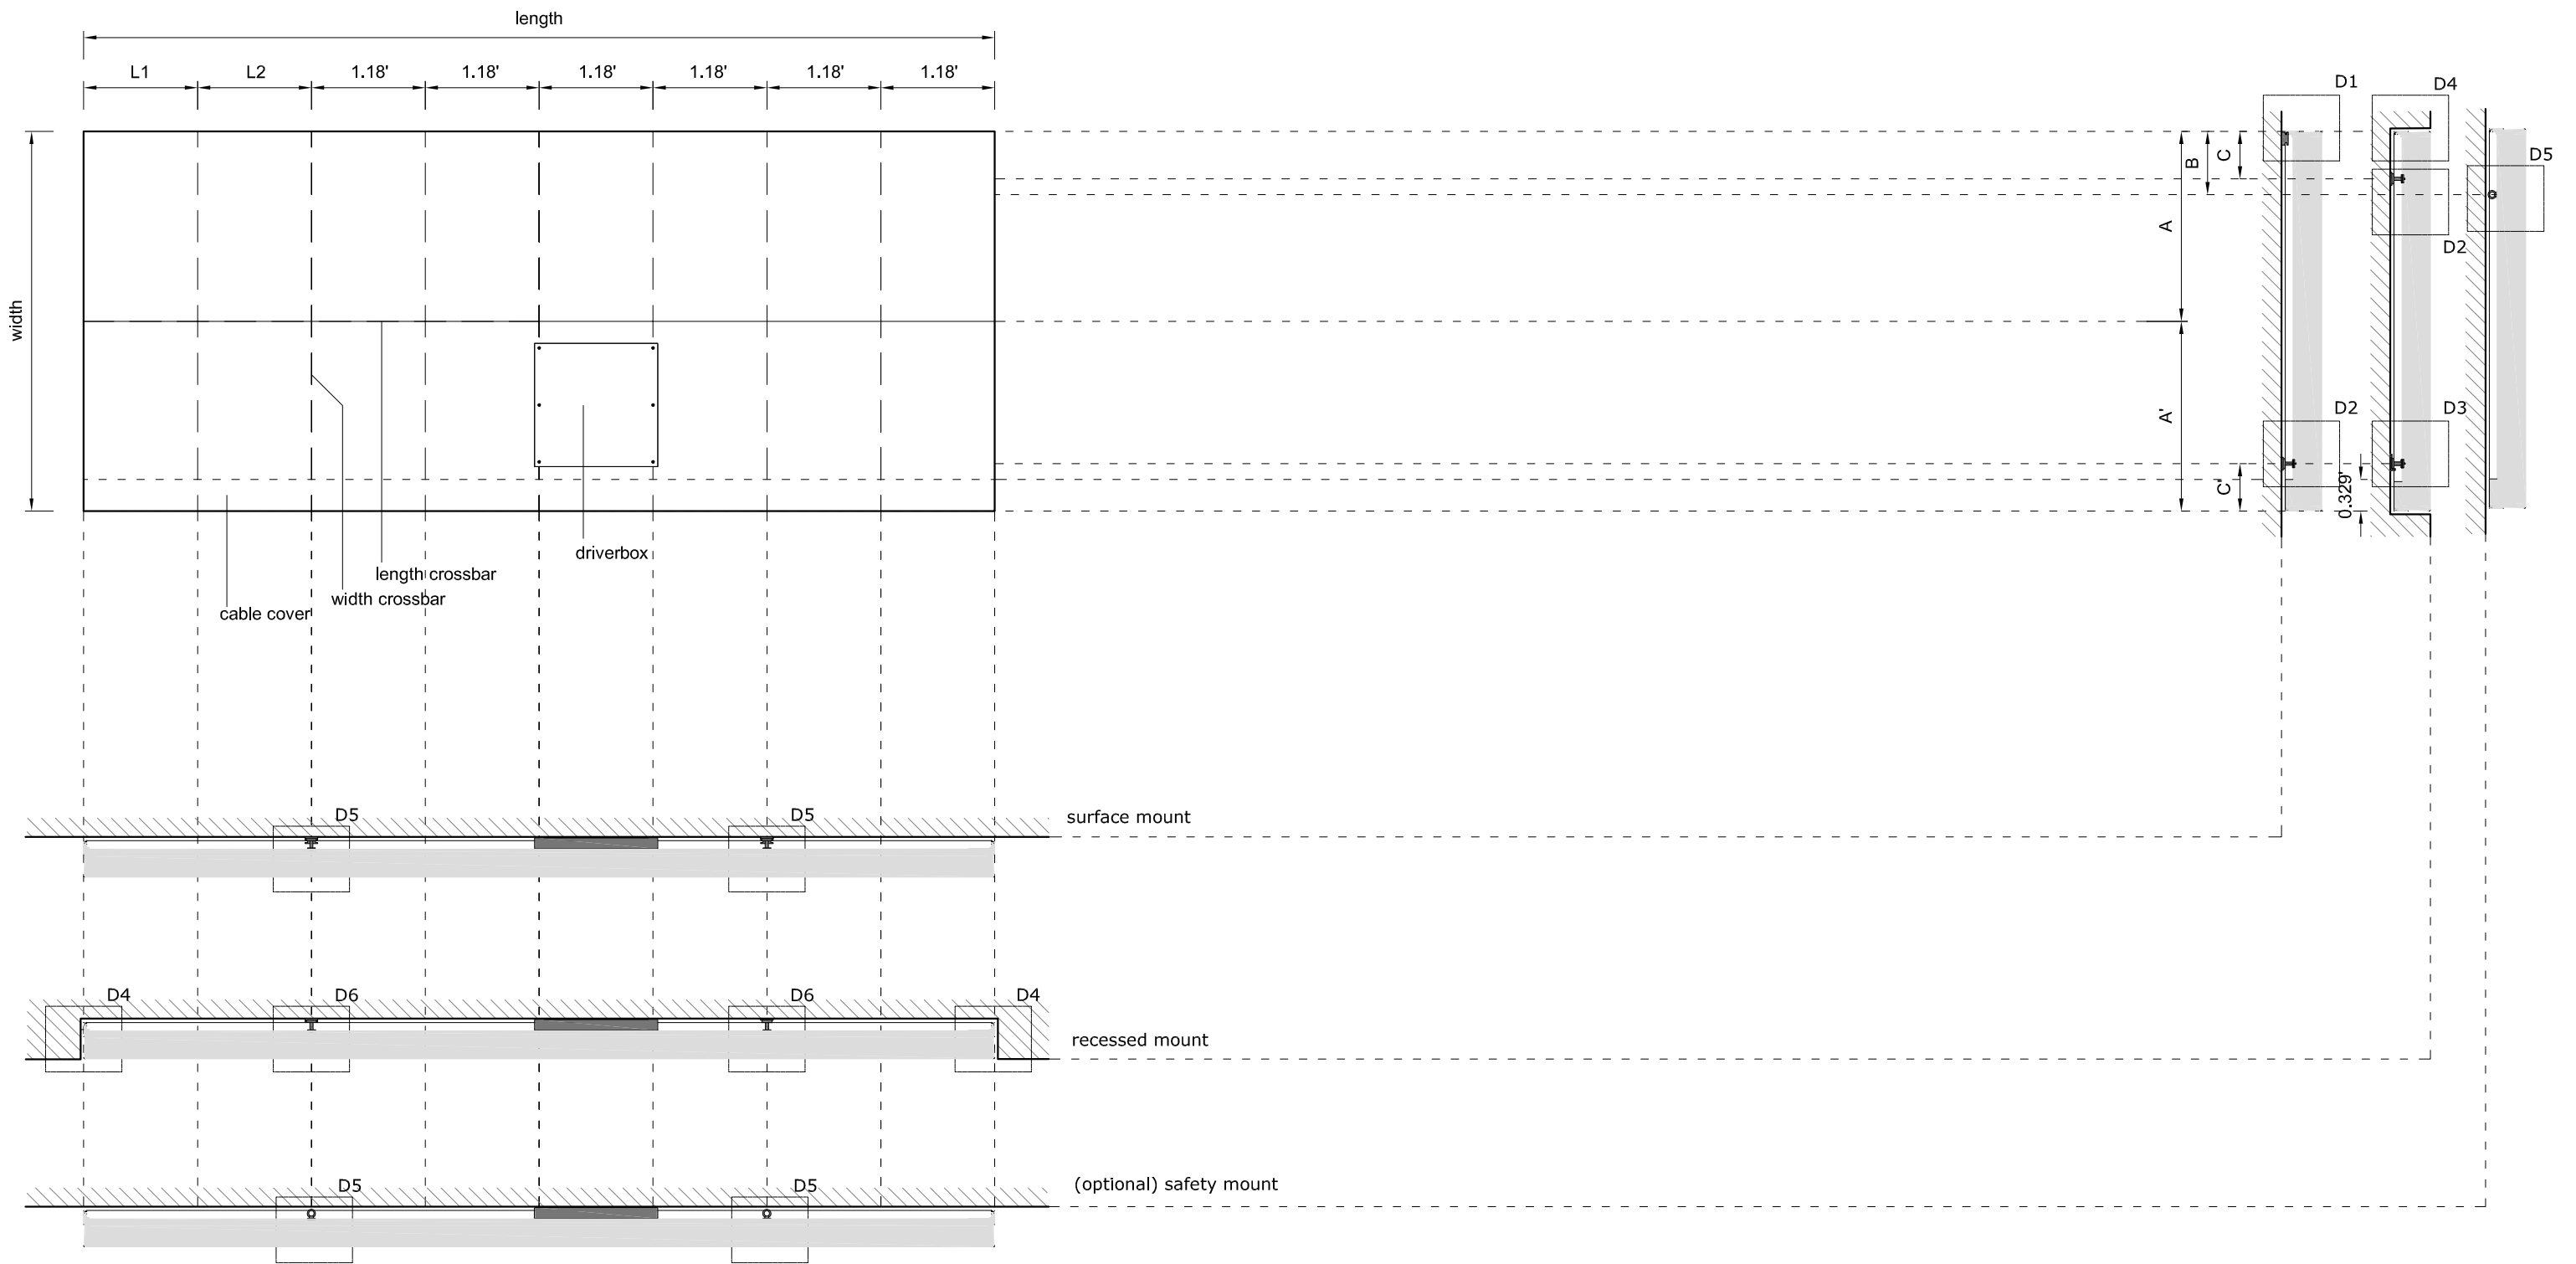 length
L1 L2 1.18' 1.18' 1.18' 1.18' 1.18' 1.18'
D1 D4
D5
B C
A
D2
width
A'
D2 D3
C' 0.329'
driverbox
length crossbar
width crossbar
cable cover
D5 D5
surface mount
D4 D6 D6 D4
recessed mount
D5 D5
(optional) safety mount